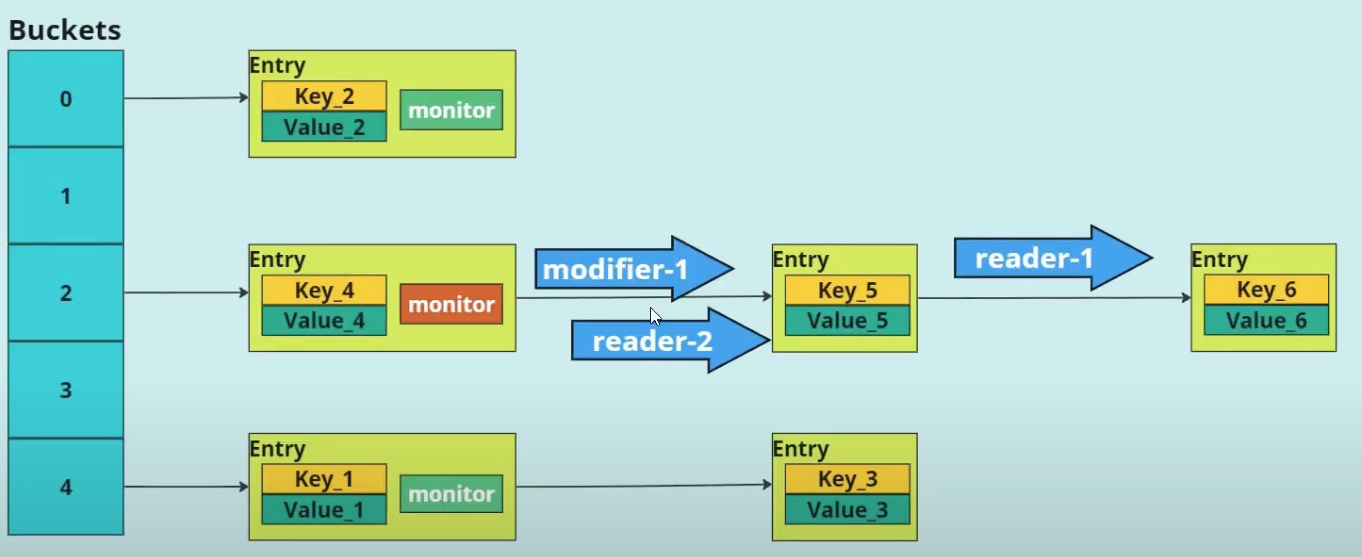 Buckets
0
Entry
Key_2
monitor
Value_2
1
2
Entry
Key_4
monitor
Value_4
modifier-1
reader-2
Entry
Key_5
Value_5
reader-1
Entry
Key_6
Value_6
3
4
Entry
Key_1
monitor
Value_1
Entry
Key_3
Value_3